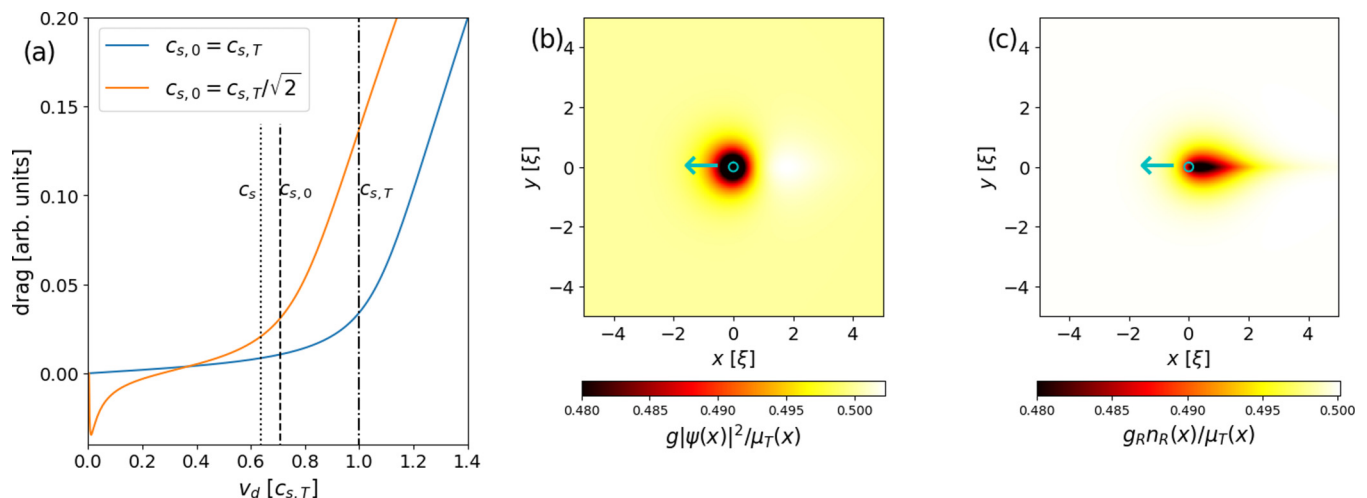 (a)
drag [arb. units]
0.20
0.15
0.10
0.05
0.00
c_{s,0} = c_{s,T}
c_{s,0} = c_{s,T}/√2
c_s
c_{s,0}
c_{s,T}
0.0 0.2 0.4 0.6 0.8 1.0 1.2 1.4
v_d [c_{s,T}]
(b)
y [ξ]
4
2
0
−2
−4
−4 −2 0 2 4
x [ξ]
0.480 0.485 0.490 0.495 0.500
g|ψ(x)|²/μ_T(x)
(c)
y [ξ]
4
2
0
−2
−4
−4 −2 0 2 4
x [ξ]
0.480 0.485 0.490 0.495 0.500
g_R n_R(x)/μ_T(x)